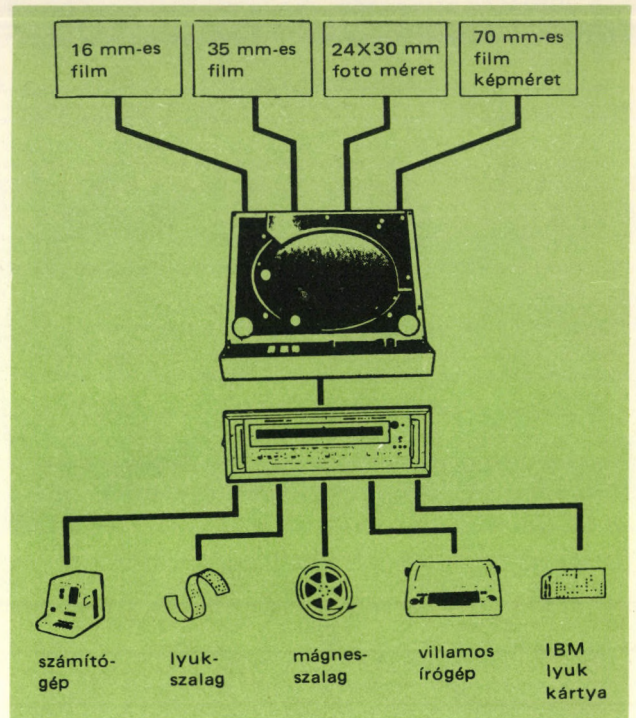 16 mm-es
film
35 mm-es
film
24X30 mm
foto méret
70 mm-es
film
képméret
számító-
gép
lyuk-
szalag
mágnes-
szalag
villamos
írógép
IBM
lyuk
kártya